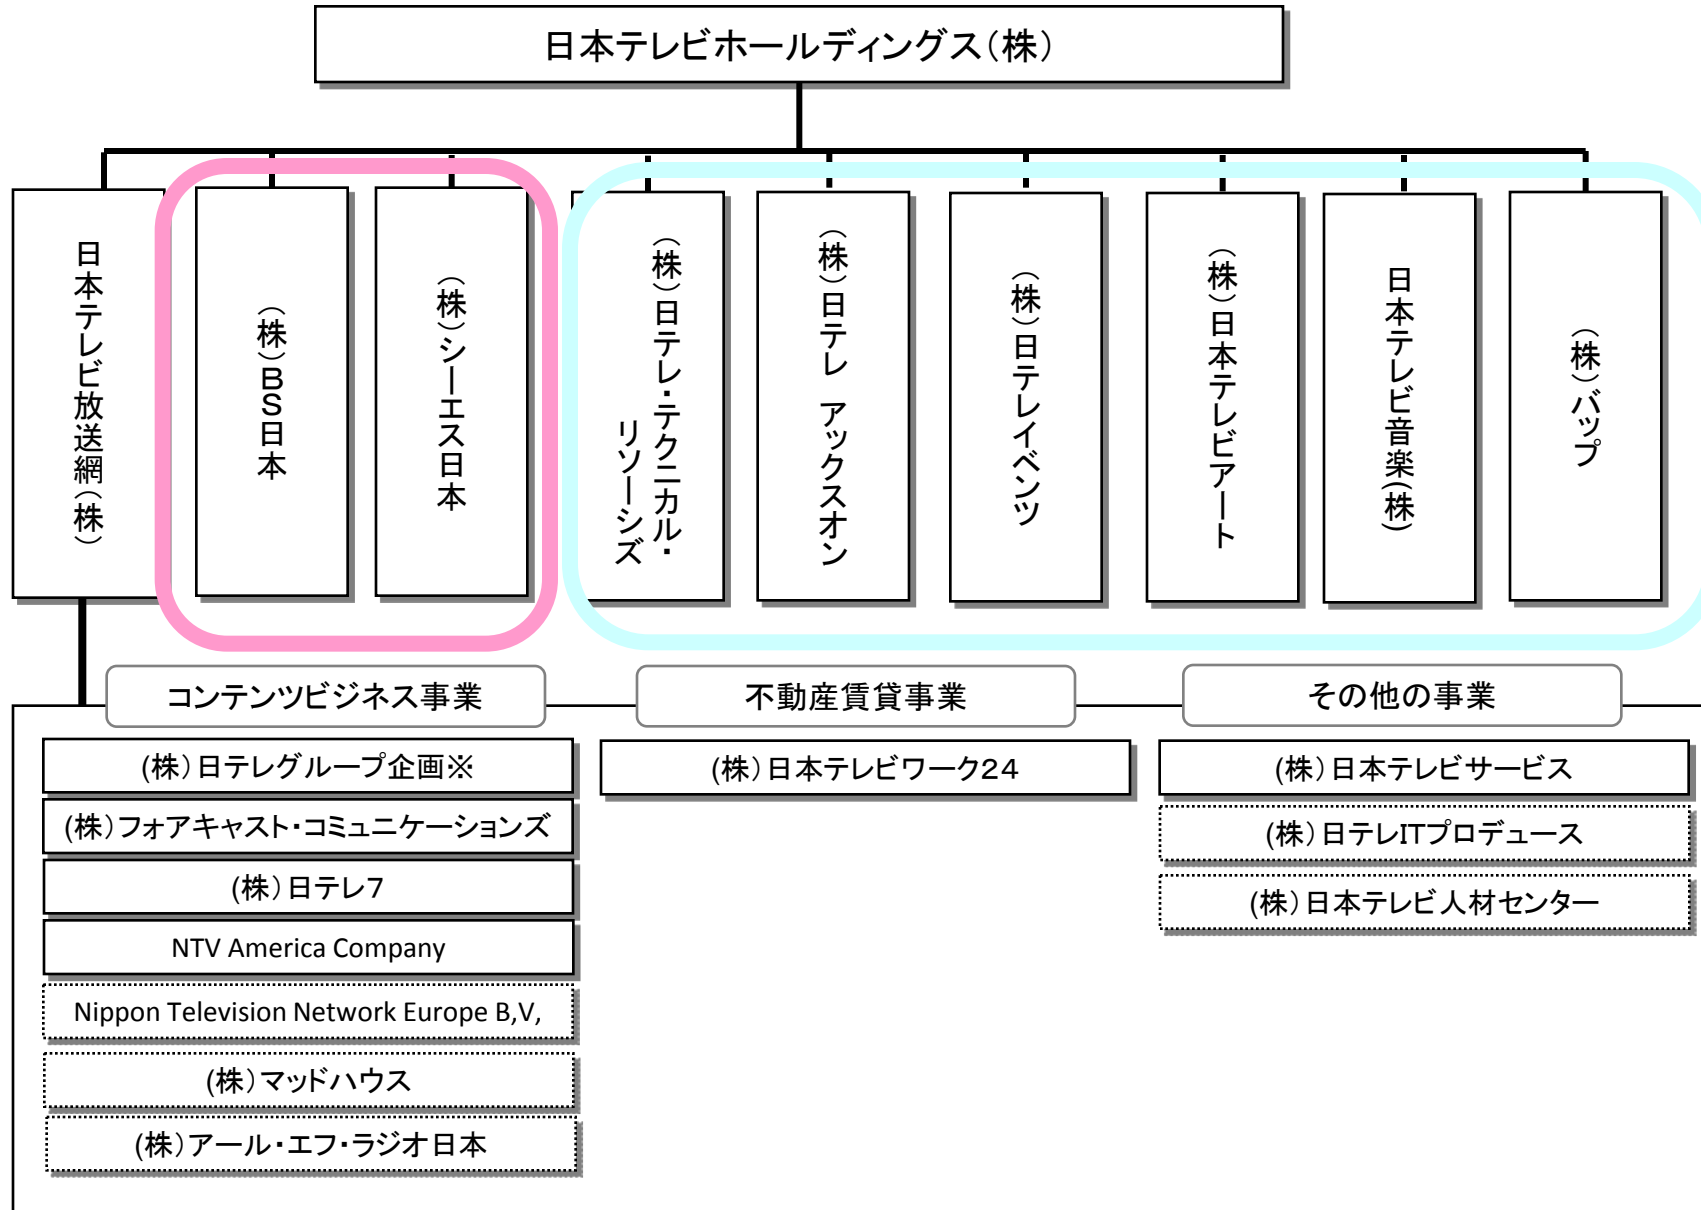 日本テレビホールディングス（株）
日本テレビ放送網（株）
（株）BS日本
（株）シーエス日本
（株）日テレ・テクニカル・
リソーシズ
（株）日テレ アックスオン
（株）日テレイベンツ
（株）日本テレビアート
日本テレビ音楽(株)
（株）バップ
コンテンツビジネス事業
不動産賃貸事業
その他の事業
(株）日テレグループ企画※
(株）フォアキャスト・コミュニケーションズ
(株）日テレ7
NTV America Company
Nippon Television Network Europe B,V,
(株）マッドハウス
(株）アール・エフ・ラジオ日本
(株）日本テレビワーク24
(株）日本テレビサービス
(株）日テレITプロデュース
(株）日本テレビ人材センター